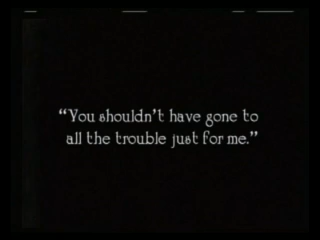 “You shouldn’t have gone to
all the trouble just for me.”